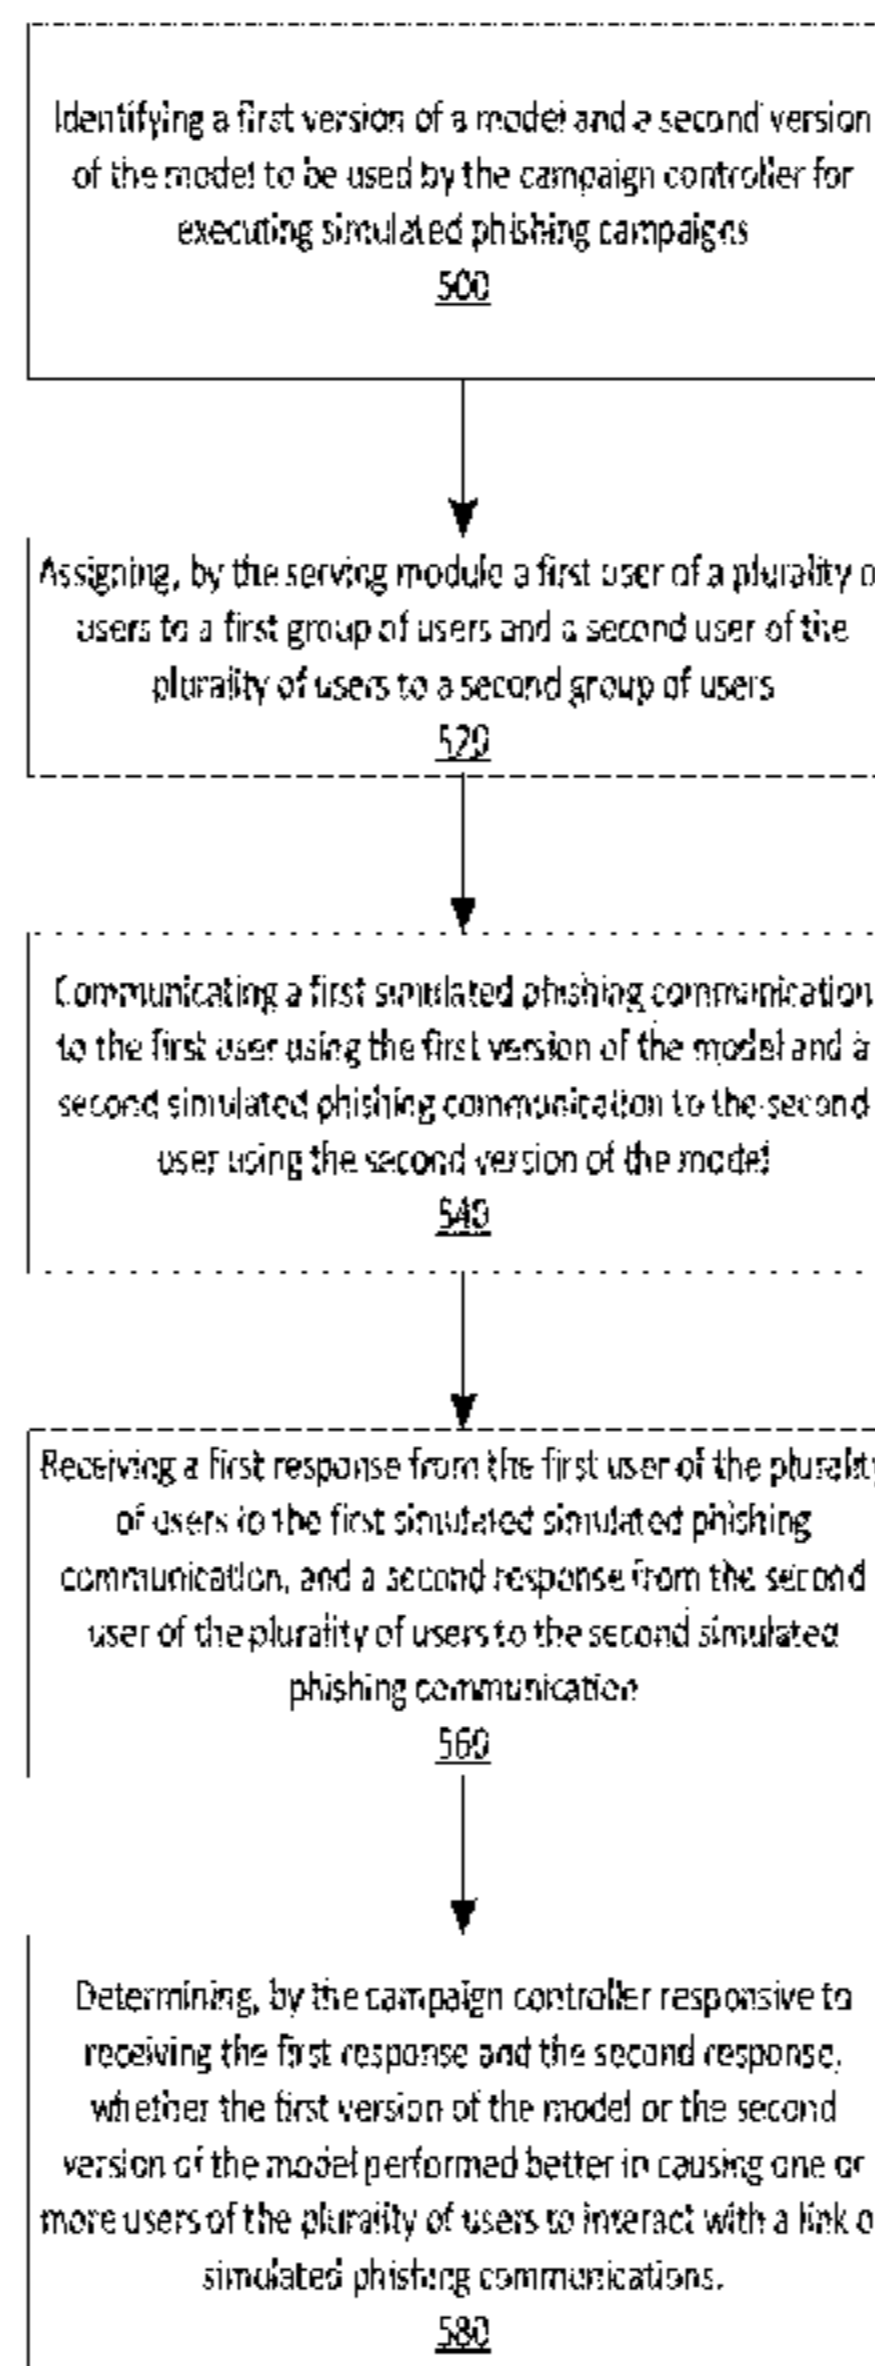 Identifying a first version of a model and a second version
of the model to be used by the campaign controller for
executing simulated phishing campaigns
500
Assigning, by the serving module a first user of a plurality o
users to a first group of users and a second user of the
plurality of users to a second group of users
520
Communicating a first simulated phishing communication
to the first user using the first version of the model and a
second simulated phishing communication to the second
user using the second version of the model
540
Receiving a first response from the first user of the plurality
of users to the first simulated simulated phishing
communication, and a second response from the second
user of the plurality of users to the second simulated
phishing communication
560
Determining, by the campaign controller responsive to
receiving the first response and the second response,
whether the first version of the model or the second
version of the model performed better in causing one or
more users of the plurality of users to interact with a link o
simulated phishing communications.
580